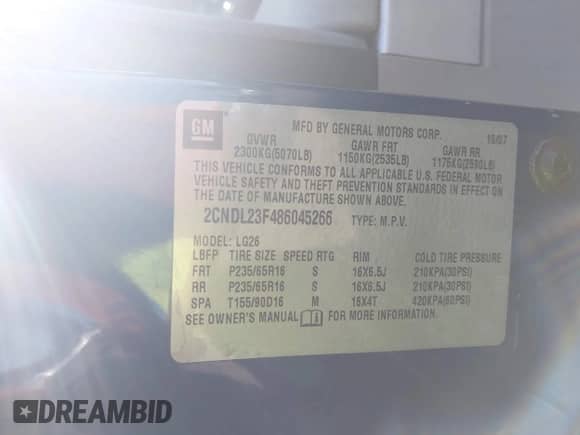 GM
MFD BY GENERAL MOTORS CORP. 10/07
GVWR GAWR FRT GAWR RR
2300KG(5070LB) 1150KG(2535LB) 1175KG(2590LB)
THIS VEHICLE CONFORMS TO ALL APPLICABLE U.S. FEDERAL MOTOR
VEHICLE SAFETY AND THEFT PREVENTION STANDARDS IN EFFECT ON
THE DATE OF MANUFACTURE SHOWN ABOVE.
2CNDL23F486045266 TYPE: M.P.V.
MODEL: LG26
LBFP TIRE SIZE SPEED RTG RIM COLD TIRE PRESSURE
FRT P235/65R16 S 16X6.5J 210KPA(30PSI)
RR P235/65R16 S 16X6.5J 210KPA(30PSI)
SPA T155/90D16 M 16X4T 420KPA(60PSI)
SEE OWNER'S MANUAL FOR MORE INFORMATION.
DREAMBID